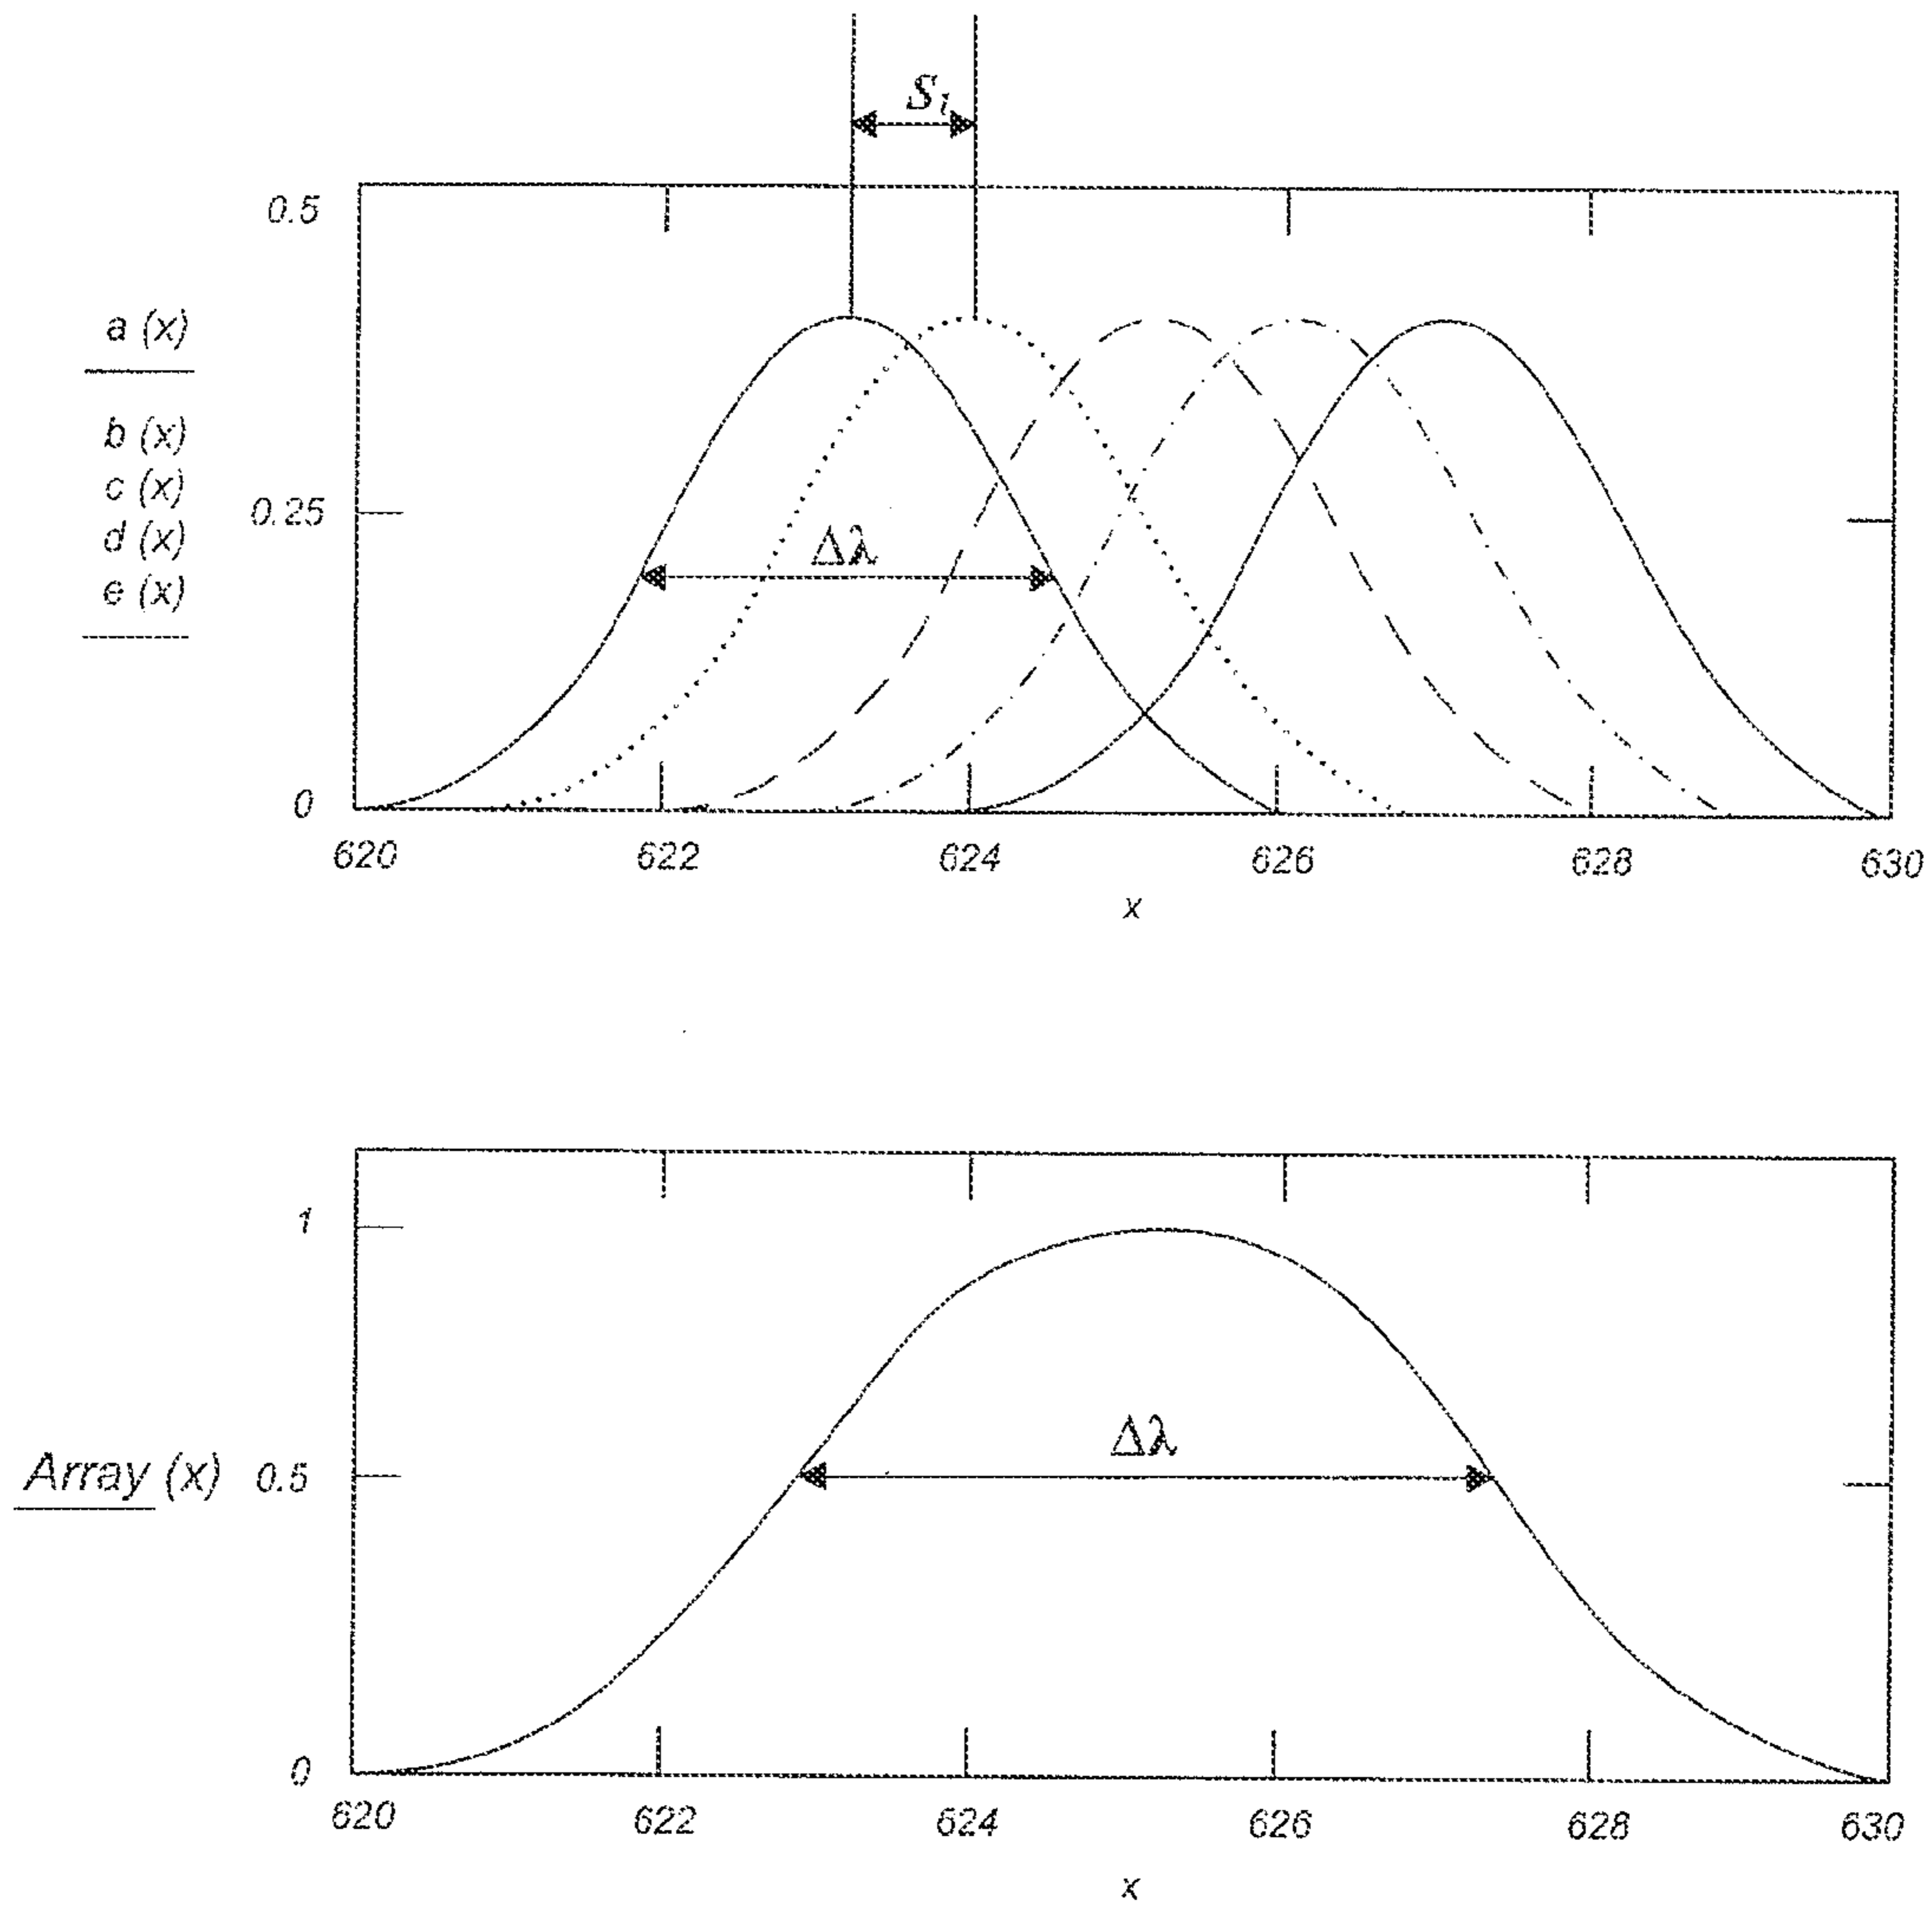 Si
0.5
a (x)
b (x)
c (x)
0.25
d (x)
Δλ
e (x)
0
620 622 624 626 628 630
x
1
Δλ
Array (x) 0.5
0
620 622 624 626 628 630
x